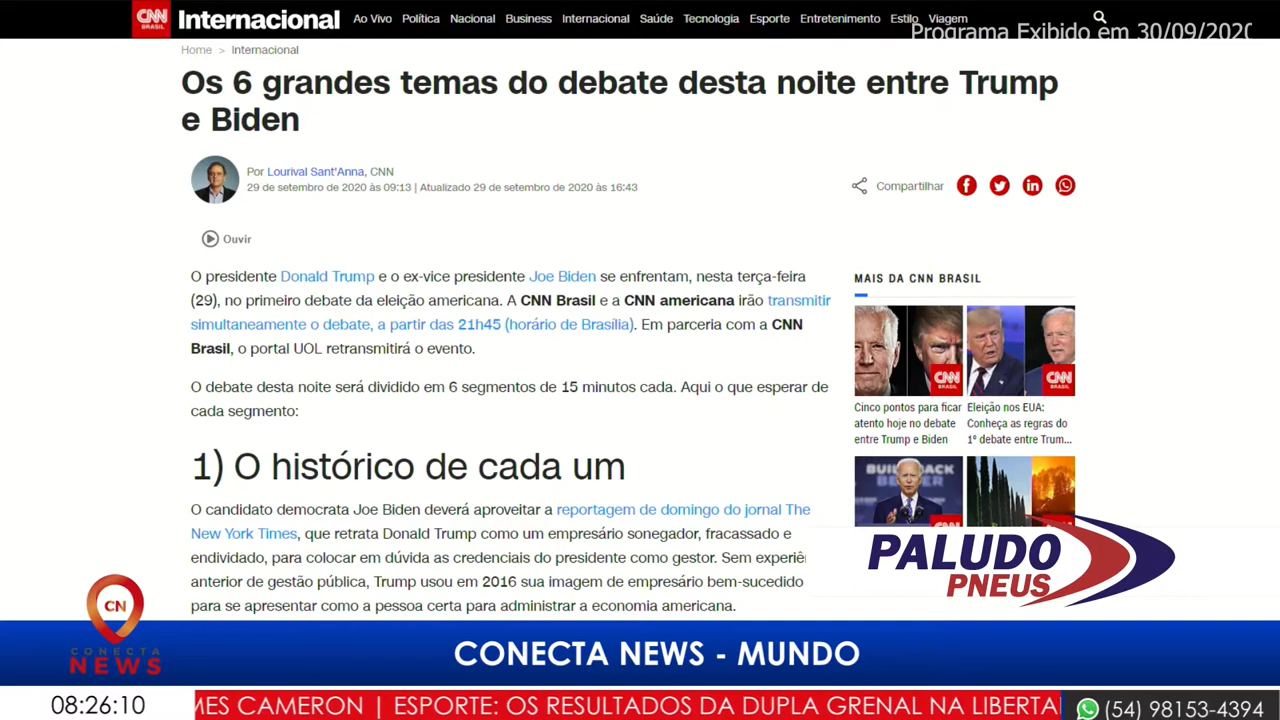 CNN BRASIL Internacional Ao Vivo Política Nacional Business Internacional Saúde Tecnologia Esporte Entretenimento Estilo Viagem
Programa Exibido em 30/09/2020
Home > Internacional
Os 6 grandes temas do debate desta noite entre Trump
e Biden
Por Lourival Sant'Anna, CNN
29 de setembro de 2020 às 09:13 | Atualizado 29 de setembro de 2020 às 16:43
Compartilhar
Ouvir
O presidente Donald Trump e o ex-vice presidente Joe Biden se enfrentam, nesta terça-feira
(29), no primeiro debate da eleição americana. A CNN Brasil e a CNN americana irão transmitir
simultaneamente o debate, a partir das 21h45 (horário de Brasília). Em parceria com a CNN
Brasil, o portal UOL retransmitirá o evento.
O debate desta noite será dividido em 6 segmentos de 15 minutos cada. Aqui o que esperar de
cada segmento:
1) O histórico de cada um
O candidato democrata Joe Biden deverá aproveitar a reportagem de domingo do jornal The
New York Times, que retrata Donald Trump como um empresário sonegador, fracassado e
endividado, para colocar em dúvida as credenciais do presidente como gestor. Sem experiên
anterior de gestão pública, Trump usou em 2016 sua imagem de empresário bem-sucedido
para se apresentar como a pessoa certa para administrar a economia americana.
MAIS DA CNN BRASIL
CNN BRASIL
CNN BRASIL
Cinco pontos para ficar
atento hoje no debate
entre Trump e Biden
Eleição nos EUA:
Conheça as regras do
1º debate entre Trum...
BUILD BACK
BETTER
CNN
CNN
PALUDO
PNEUS
CN
CONECTA
NEWS
CONECTA NEWS - MUNDO
08:26:10
MES CAMERON | ESPORTE: OS RESULTADOS DA DUPLA GRENAL NA LIBERTA
(54) 98153-4394